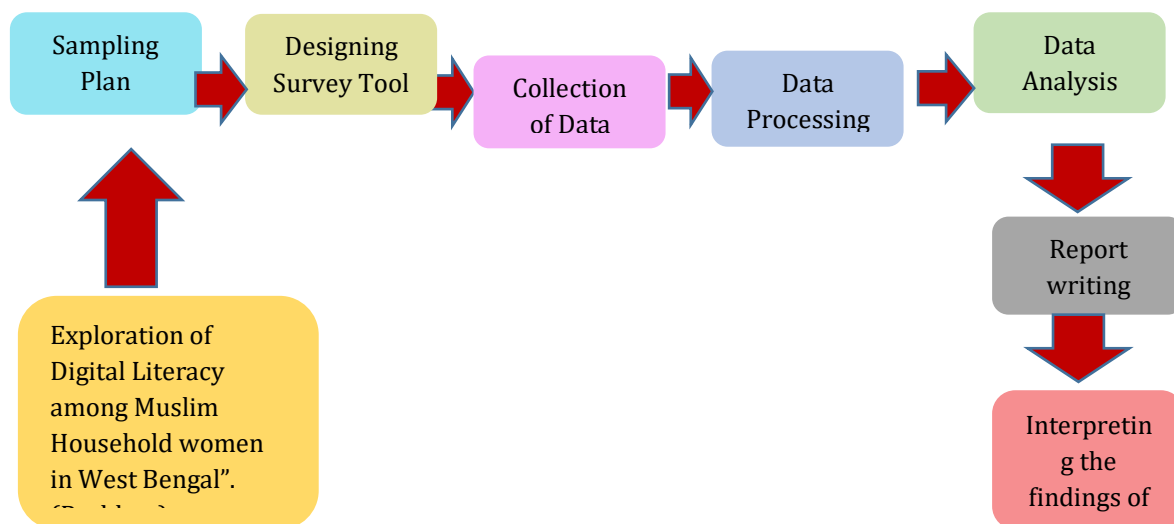 Sampling
Plan
Designing
Survey Tool
Collection
of Data
Data
Processing
Data
Analysis
Report
writing
Interpretin
g the
findings of
Exploration of
Digital Literacy
among Muslim
Household women
in West Bengal”.